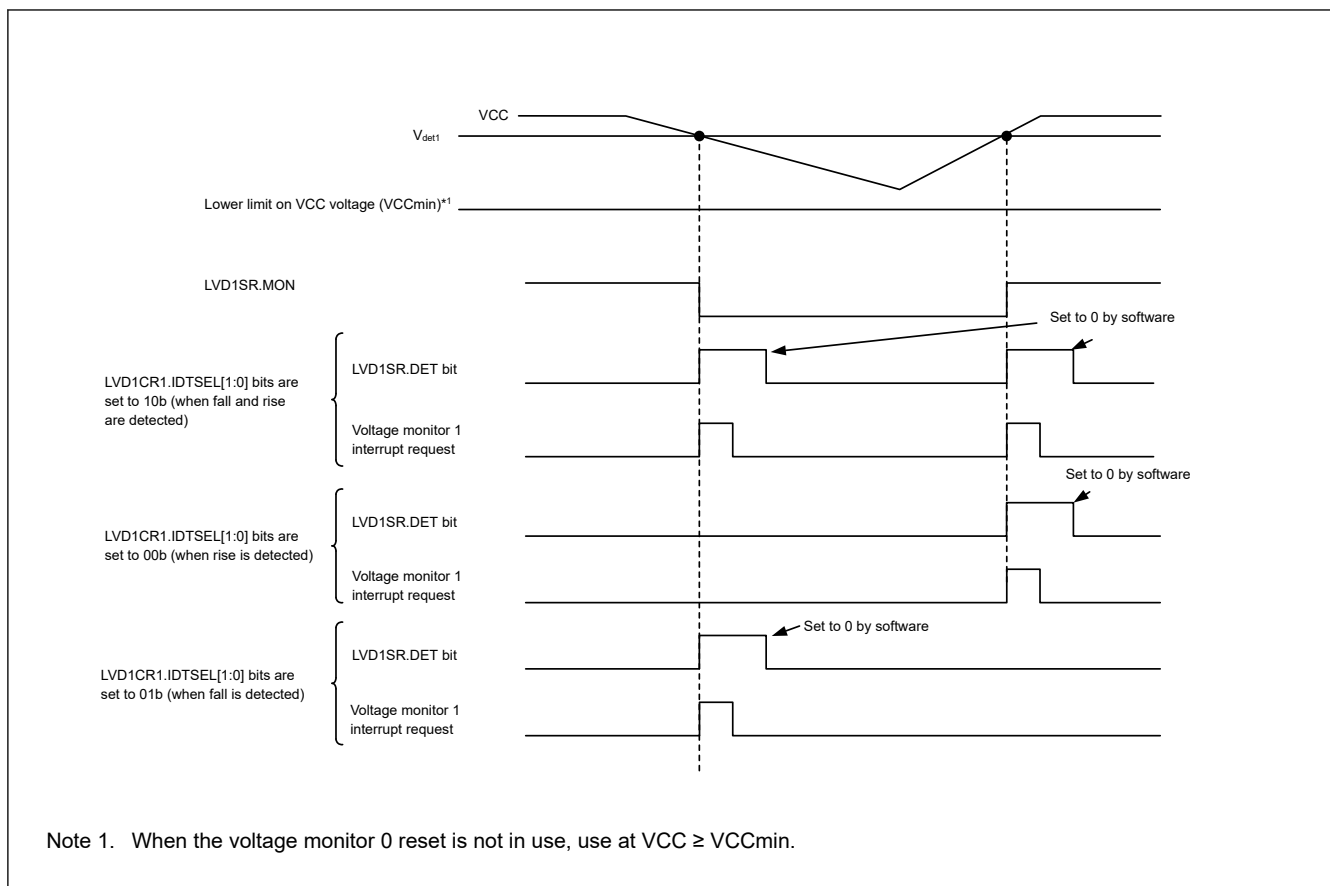 VCC
Vdet1
Lower limit on VCC voltage (VCCmin)*1
LVD1SR.MON
Set to 0 by software
LVD1CR1.IDTSEL[1:0] bits are
set to 10b (when fall and rise
are detected)
LVD1SR.DET bit
Voltage monitor 1
interrupt request
Set to 0 by software
LVD1CR1.IDTSEL[1:0] bits are
set to 00b (when rise is detected)
LVD1SR.DET bit
Voltage monitor 1
interrupt request
Set to 0 by software
LVD1CR1.IDTSEL[1:0] bits are
set to 01b (when fall is detected)
LVD1SR.DET bit
Voltage monitor 1
interrupt request
Note 1. When the voltage monitor 0 reset is not in use, use at VCC ≥ VCCmin.